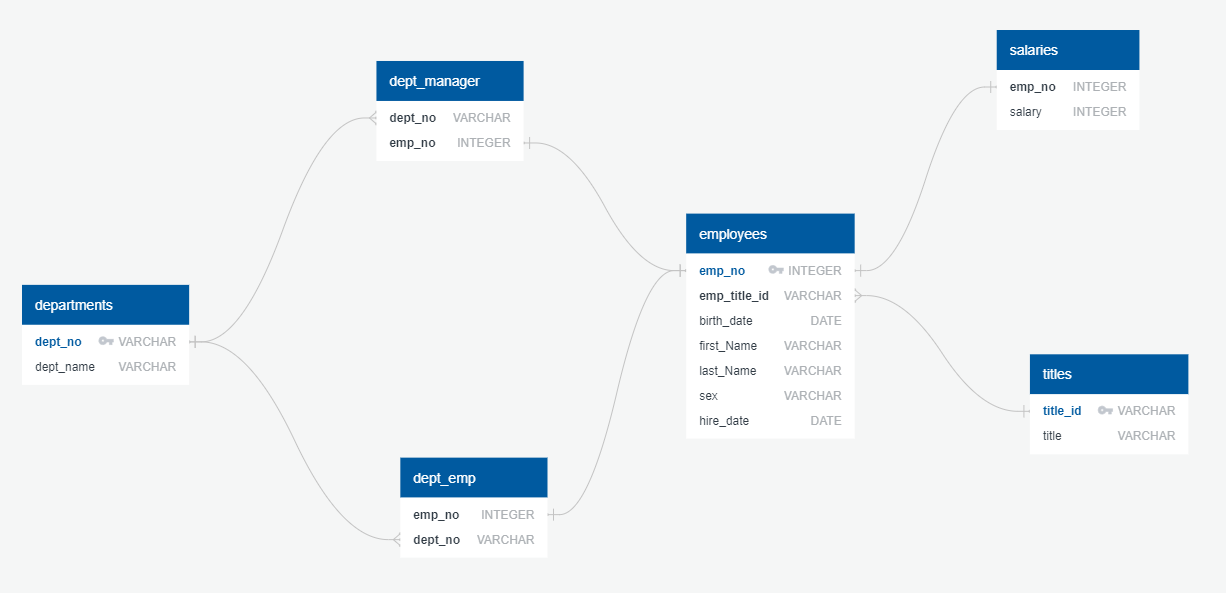 salaries
emp_no INTEGER
salary INTEGER
dept_manager
dept_no VARCHAR
emp_no INTEGER
employees
emp_no INTEGER
emp_title_id VARCHAR
birth_date DATE
first_Name VARCHAR
last_Name VARCHAR
sex VARCHAR
hire_date DATE
departments
dept_no VARCHAR
dept_name VARCHAR
titles
title_id VARCHAR
title VARCHAR
dept_emp
emp_no INTEGER
dept_no VARCHAR